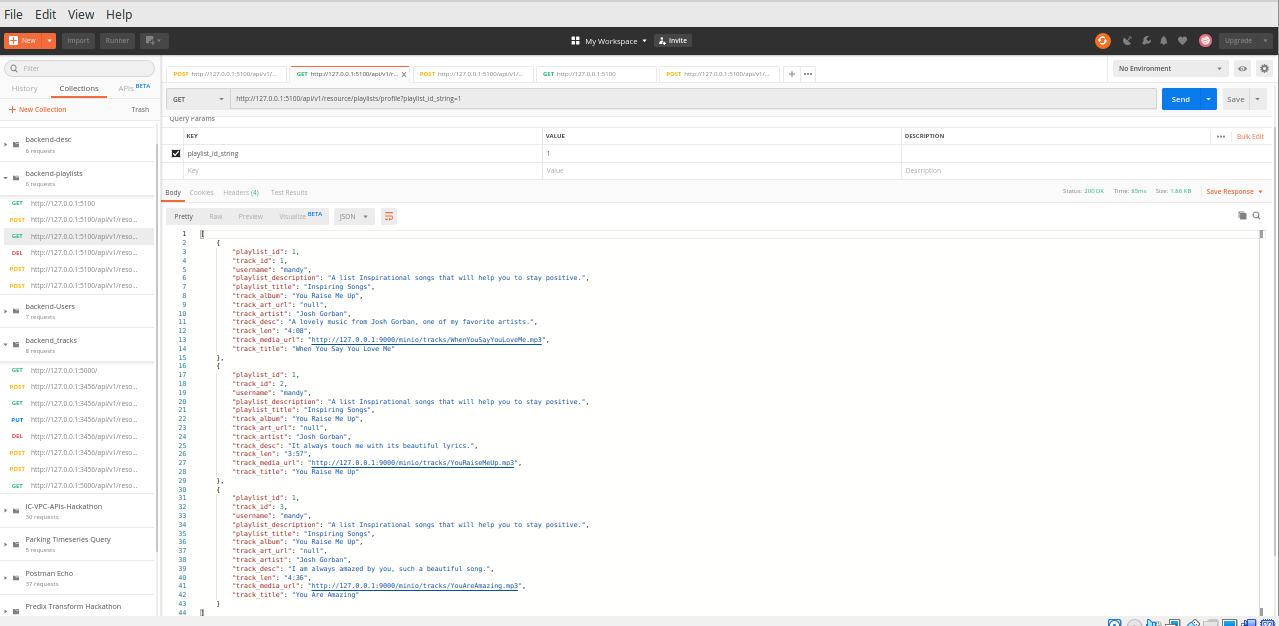 File Edit View Help
New Import Runner My Workspace Invite Upgrade
Filter
History Collections APIs BETA
New Collection Trash
backend-desc
6 requests
backend-playlists
6 requests
GET http://127.0.0.1:5100
POST http://127.0.0.1:5100/api/v1/reso...
GET http://127.0.0.1:5100/api/v1/reso...
DEL http://127.0.0.1:5100/api/v1/reso...
POST http://127.0.0.1:5100/api/v1/reso...
POST http://127.0.0.1:5100/api/v1/reso...
backend-Users
7 requests
backend_tracks
8 requests
GET http://127.0.0.1:5000/
POST http://127.0.0.1:3456/api/v1/reso...
GET http://127.0.0.1:3456/api/v1/reso...
PUT http://127.0.0.1:3456/api/v1/reso...
DEL http://127.0.0.1:3456/api/v1/reso...
POST http://127.0.0.1:3456/api/v1/reso...
POST http://127.0.0.1:3456/api/v1/reso...
GET http://127.0.0.1:5000/api/v1/reso...
IC-VPC-APIs-Hackathon
50 requests
Parking Timeseries Query
5 requests
Postman Echo
37 requests
Predix Transform Hackathon
POST http://127.0.0.1:5100/api/v1/... GET http://127.0.0.1:5100/api/v1/r... POST http://127.0.0.1:5100/api/v1/... GET http://127.0.0.1:5100 POST http://127.0.0.1:5100/api/v1/... No Environment
GET http://127.0.0.1:5100/api/v1/resource/playlists/profile?playlist_id_string=1 Send Save
Query Params
KEY VALUE DESCRIPTION Bulk Edit
playlist_id_string 1
Key Value Description
Body Cookies Headers (4) Test Results Status: 200 OK Time: 85ms Size: 1.86 KB Save Response
Pretty Raw Preview Visualize BETA JSON
1 [
2 {
3 "playlist_id": 1,
4 "track_id": 1,
5 "username": "mandy",
6 "playlist_description": "A list Inspirational songs that will help you to stay positive.",
7 "playlist_title": "Inspiring Songs",
8 "track_album": "You Raise Me Up",
9 "track_art_url": "null",
10 "track_artist": "Josh Gorban",
11 "track_desc": "A lovely music from Josh Gorban, one of my favorite artists.",
12 "track_len": "4:08",
13 "track_media_url": "http://127.0.0.1:9000/minio/tracks/WhenYouSayYouLoveMe.mp3",
14 "track_title": "When You Say You Love Me"
15 },
16 {
17 "playlist_id": 1,
18 "track_id": 2,
19 "username": "mandy",
20 "playlist_description": "A list Inspirational songs that will help you to stay positive.",
21 "playlist_title": "Inspiring Songs",
22 "track_album": "You Raise Me Up",
23 "track_art_url": "null",
24 "track_artist": "Josh Gorban",
25 "track_desc": "It always touch me with its beautiful lyrics.",
26 "track_len": "3:57",
27 "track_media_url": "http://127.0.0.1:9000/minio/tracks/YouRaiseMeUp.mp3",
28 "track_title": "You Raise Me Up"
29 },
30 {
31 "playlist_id": 1,
32 "track_id": 3,
33 "username": "mandy",
34 "playlist_description": "A list Inspirational songs that will help you to stay positive.",
35 "playlist_title": "Inspiring Songs",
36 "track_album": "You Raise Me Up",
37 "track_art_url": "null",
38 "track_artist": "Josh Gorban",
39 "track_desc": "I am always amazed by you, such a beautiful song.",
40 "track_len": "4:36",
41 "track_media_url": "http://127.0.0.1:9000/minio/tracks/YouAreAmazing.mp3",
42 "track_title": "You Are Amazing"
43 }
44 ]